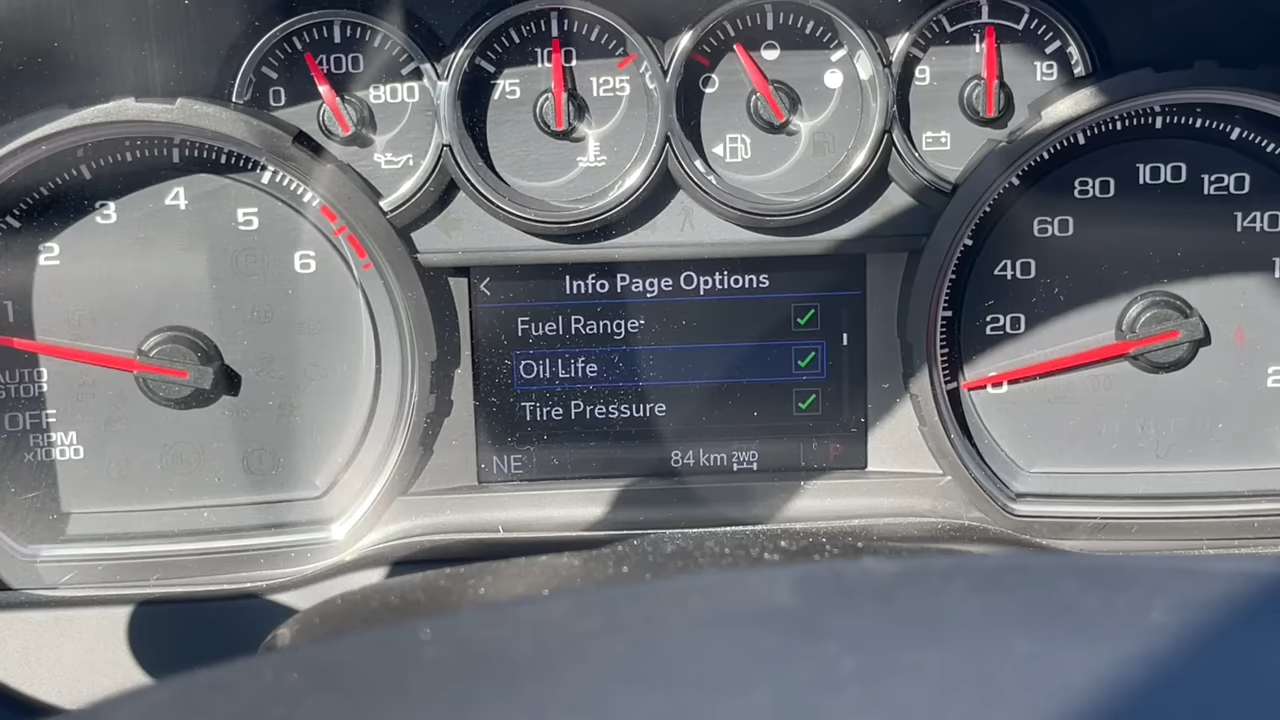 0
400
800
75
100
125
9
19
1
2
3
4
5
6
AUTO
STOP
OFF
RPM
x1000
Info Page Options
Fuel Range
Oil Life
Tire Pressure
NE
84 km 2WD
P
0
20
40
60
80
100
120
140